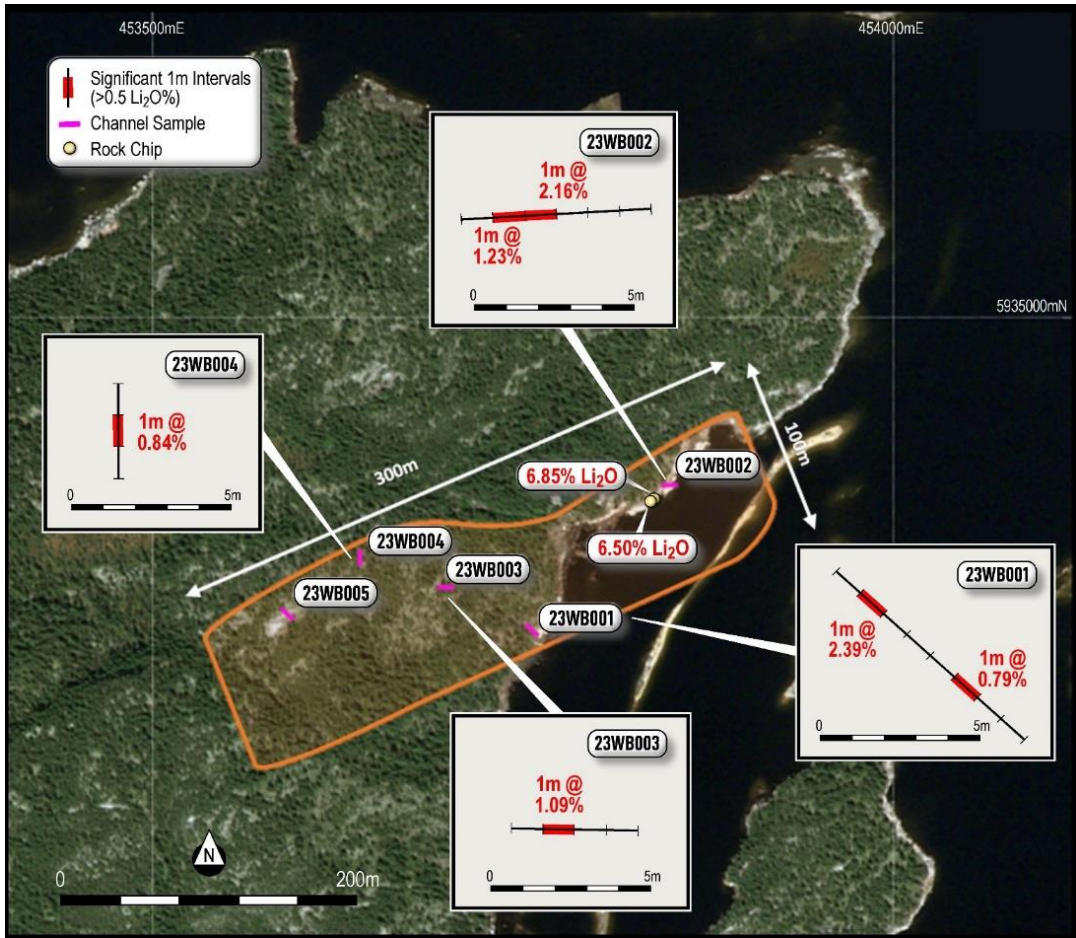 453500mE
454000mE
Significant 1m Intervals
(>0.5 Li₂O%)
Channel Sample
Rock Chip
23WB002
1m @
2.16%
1m @
1.23%
0
5m
5935000mN
23WB004
1m @
0.84%
0
5m
300m
100m
6.85% Li₂O
23WB002
6.50% Li₂O
23WB004
23WB003
23WB005
23WB001
23WB001
1m @
2.39%
1m @
0.79%
0
5m
23WB003
1m @
1.09%
0
5m
N
0
200m